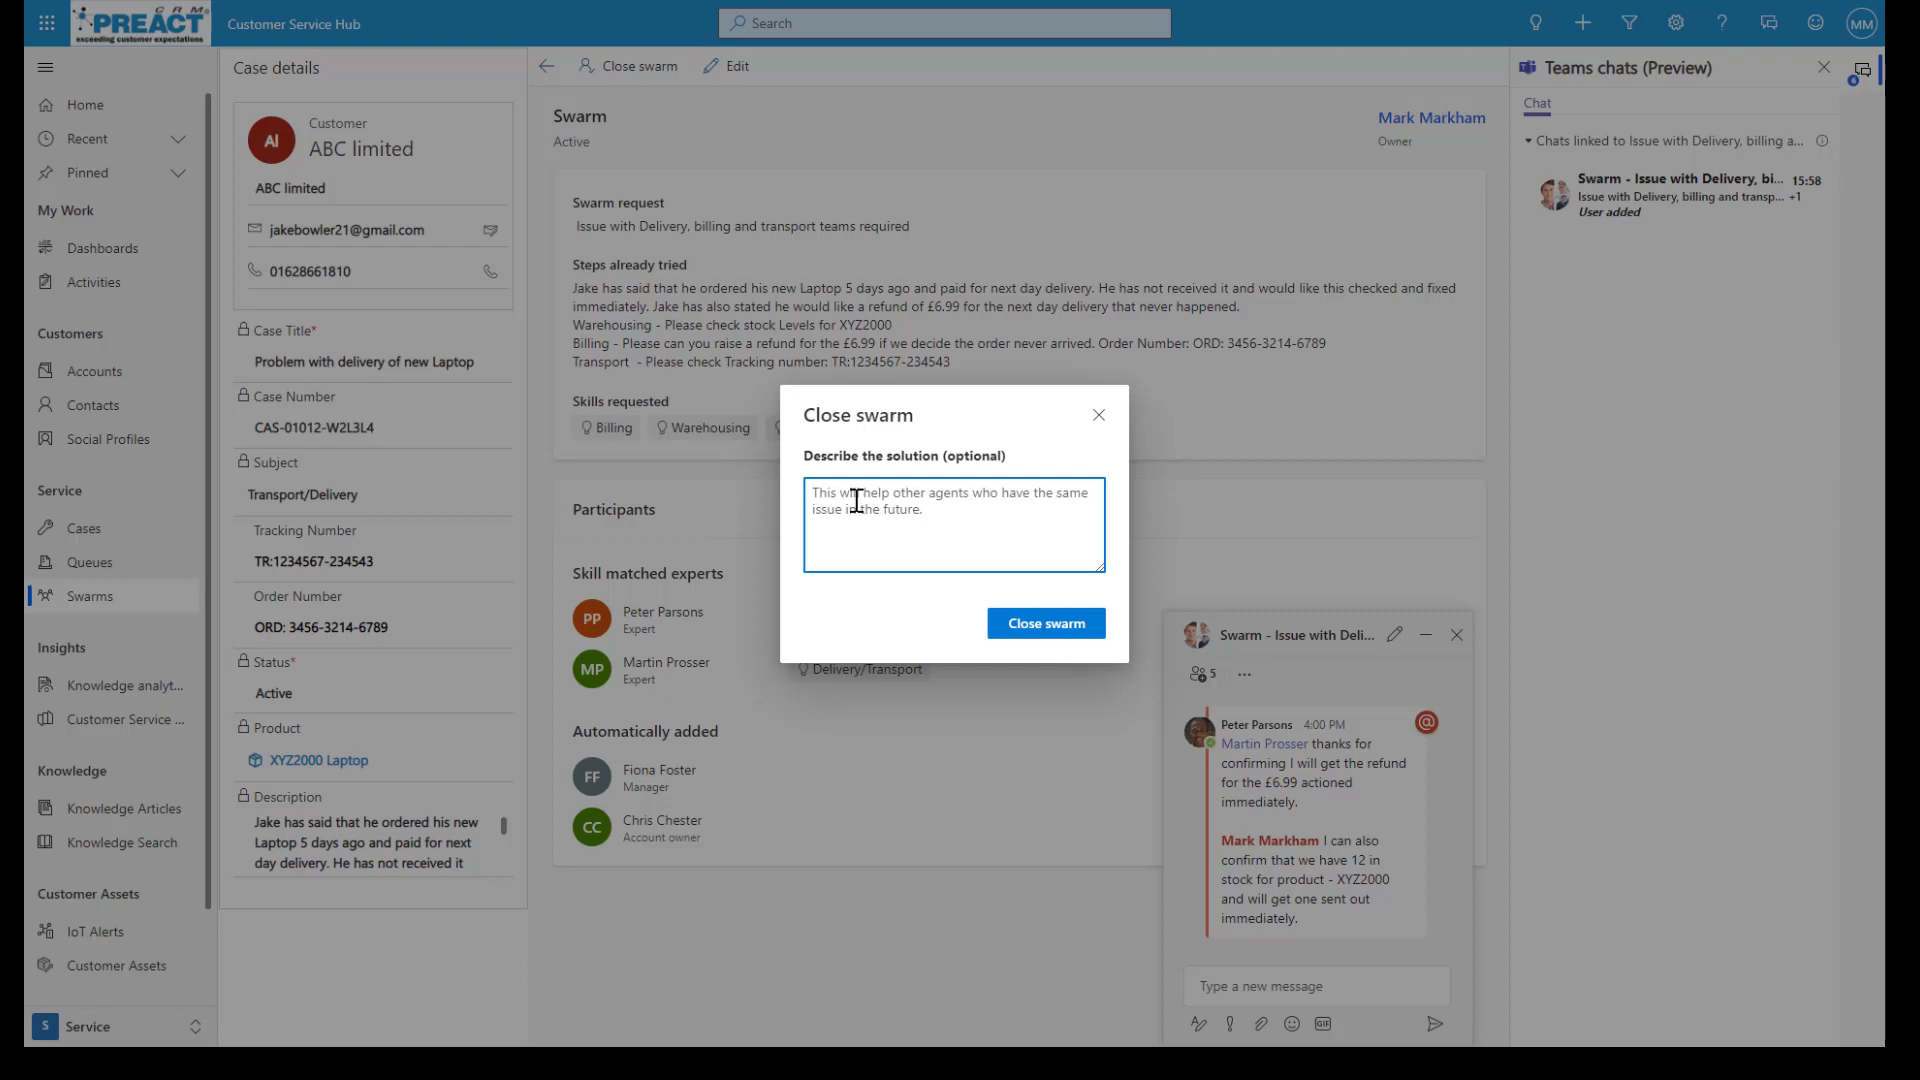 C R M
PREACT
exceeding customer expectations
Customer Service Hub
Search
MM
Home
Recent
Pinned
My Work
Dashboards
Activities
Customers
Accounts
Contacts
Social Profiles
Service
Cases
Queues
Swarms
Insights
Knowledge analyt...
Customer Service ...
Knowledge
Knowledge Articles
Knowledge Search
Customer Assets
IoT Alerts
Customer Assets
S
Service
Case details
AI
Customer
ABC limited
ABC limited
jakebowler21@gmail.com
01628661810
Case Title*
Problem with delivery of new Laptop
Case Number
CAS-01012-W2L3L4
Subject
Transport/Delivery
Tracking Number
TR:1234567-234543
Order Number
ORD: 3456-3214-6789
Status*
Active
Product
XYZ2000 Laptop
Description
Jake has said that he ordered his new
Laptop 5 days ago and paid for next
day delivery. He has not received it
Close swarm
Edit
Swarm
Active
Mark Markham
Owner
Swarm request
Issue with Delivery, billing and transport teams required
Steps already tried
Jake has said that he ordered his new Laptop 5 days ago and paid for next day delivery. He has not received it and would like this checked and fixed
immediately. Jake has also stated he would like a refund of £6.99 for the next day delivery that never happened.
Warehousing - Please check stock Levels for XYZ2000
Billing - Please can you raise a refund for the £6.99 if we decide the order never arrived. Order Number: ORD: 3456-3214-6789
Transport - Please check Tracking number: TR:1234567-234543
Skills requested
Billing
Warehousing
Participants
Skill matched experts
PP
Peter Parsons
Expert
MP
Martin Prosser
Expert
Delivery/Transport
Automatically added
FF
Fiona Foster
Manager
CC
Chris Chester
Account owner
Close swarm
Describe the solution (optional)
This will help other agents who have the same
issue in the future.
Close swarm
Teams chats (Preview)
Chat
Chats linked to Issue with Delivery, billing a...
Swarm - Issue with Delivery, bi...
15:58
Issue with Delivery, billing and transp... +1
User added
Swarm - Issue with Deli...
5
Peter Parsons 4:00 PM
@
Martin Prosser thanks for
confirming I will get the refund
for the £6.99 actioned
immediately.
Mark Markham I can also
confirm that we have 12 in
stock for product - XYZ2000
and will get one sent out
immediately.
Type a new message
GIF